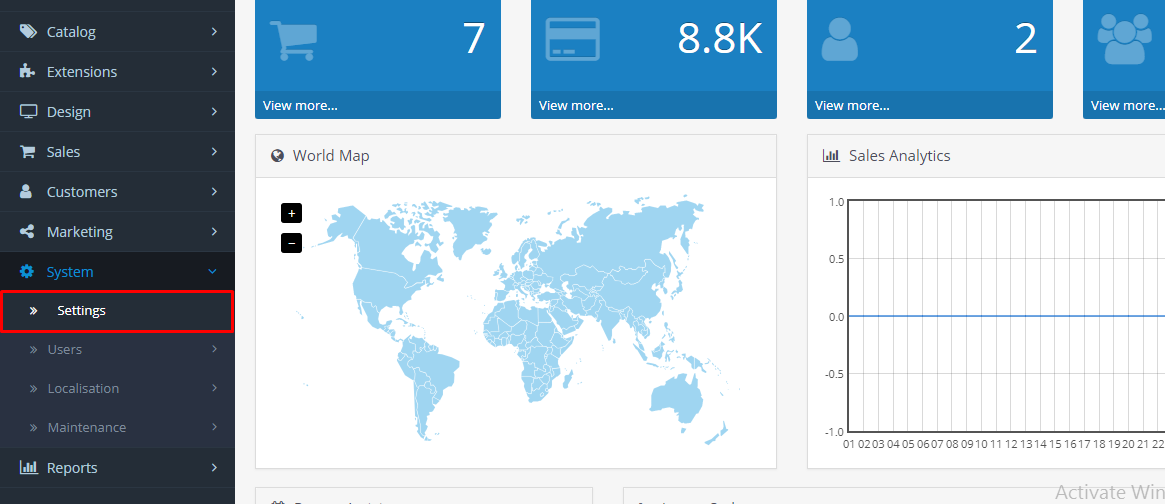 Catalog
Extensions
Design
Sales
Customers
Marketing
System
Settings
Users
Localisation
Maintenance
Reports
7
View more...
8.8K
View more...
2
View more...
View more...
World Map
+
−
Sales Analytics
1.0
0.5
0.0
-0.5
-1.0
01 02 03 04 05 06 07 08 09 10 11 12 13 14 15 16 17 18 19 20 21 22